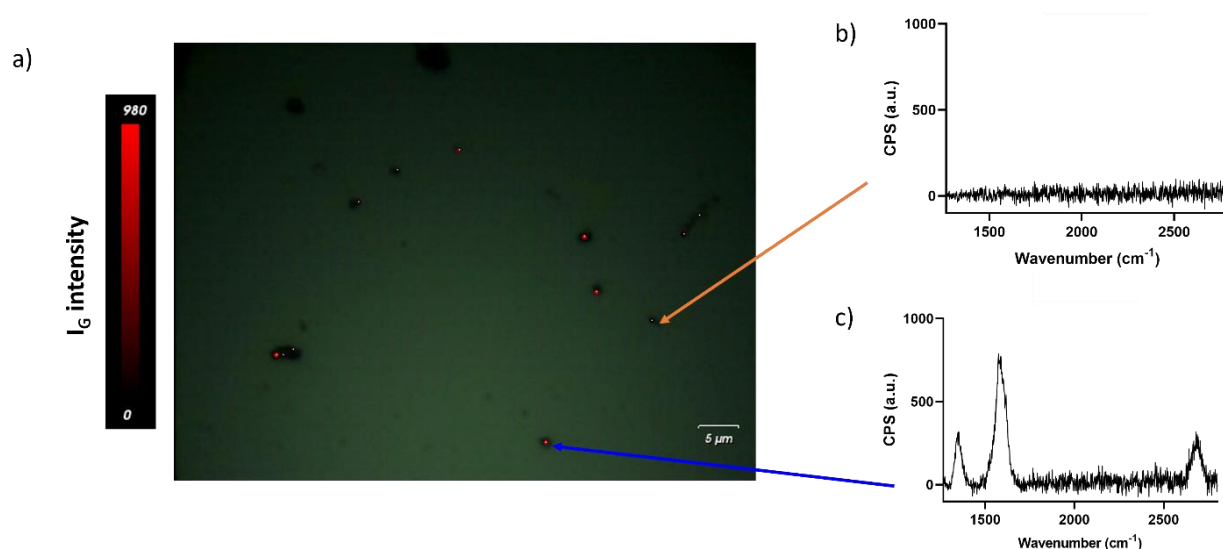 a)
980
I_G intensity
0
5 µm
b)
1000
500
0
CPS (a.u.)
1500 2000 2500
Wavenumber (cm⁻¹)
c)
1000
500
0
CPS (a.u.)
1500 2000 2500
Wavenumber (cm⁻¹)